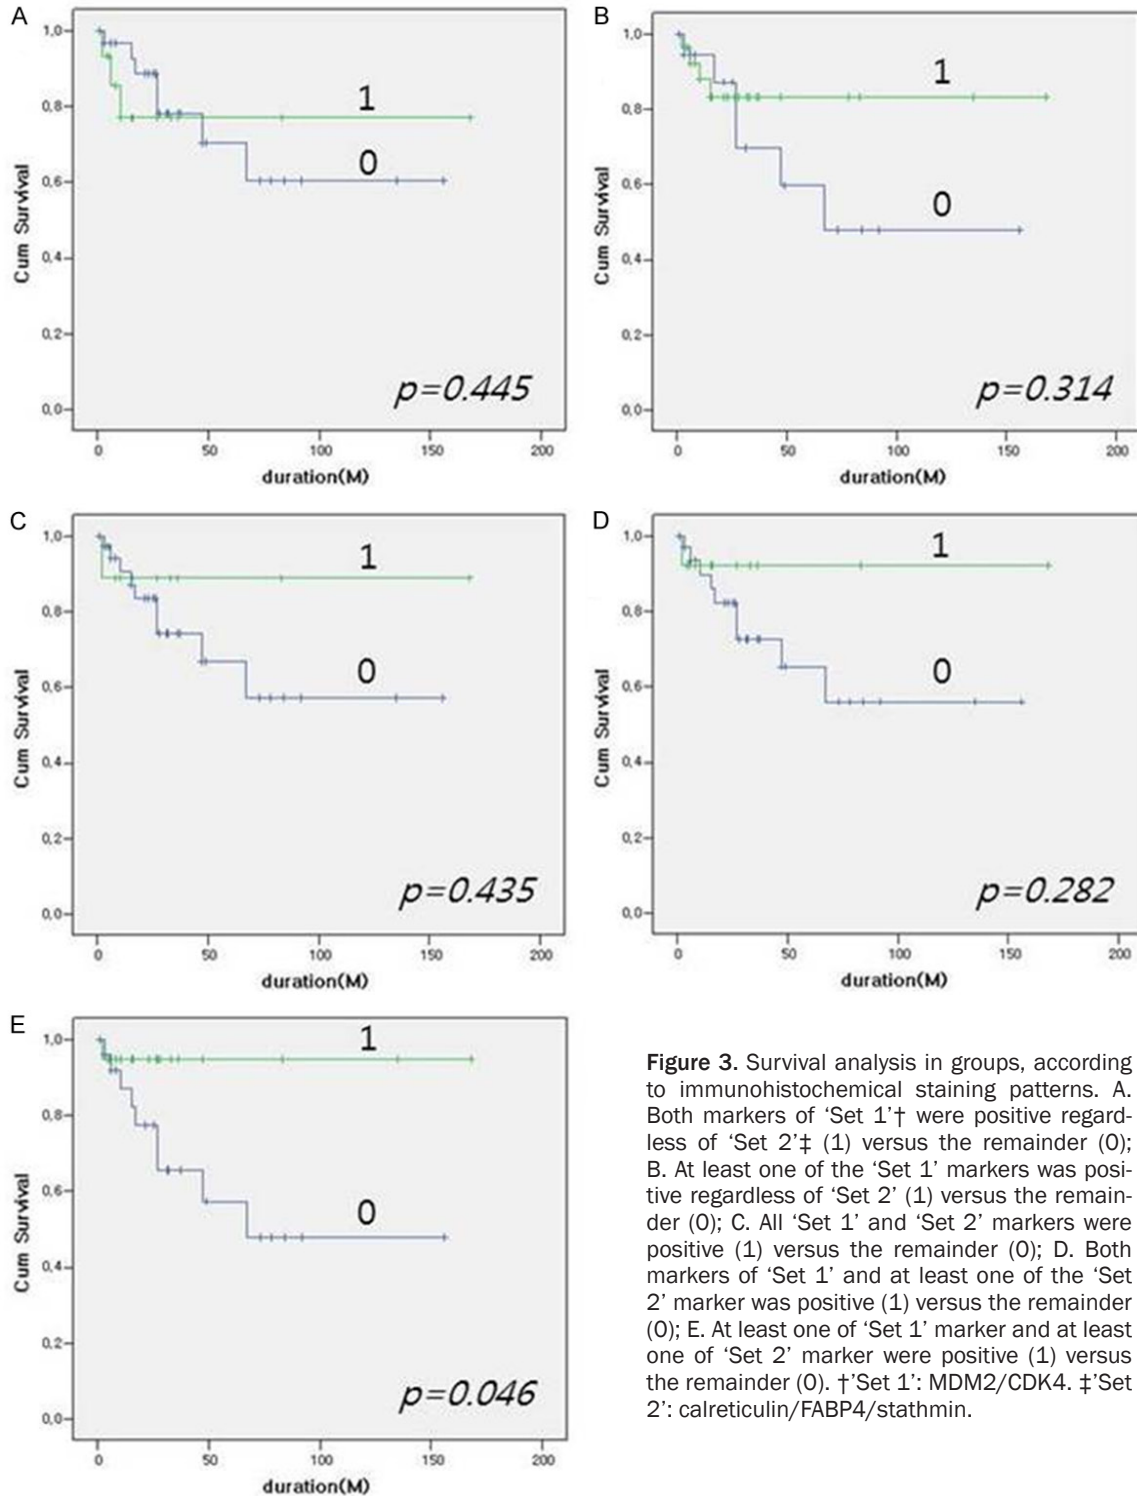 A
1,0
0,8
0,6
0,4
0,2
0,0
Cum Survival
1
0
p=0.445
0 50 100 150 200
duration(M)
B
1,0
0,8
0,6
0,4
0,2
0,0
Cum Survival
1
0
p=0.314
0 50 100 150 200
duration(M)
C
1,0
0,8
0,6
0,4
0,2
0,0
Cum Survival
1
0
p=0.435
0 50 100 150 200
duration(M)
D
1,0
0,8
0,6
0,4
0,2
0,0
Cum Survival
1
0
p=0.282
0 50 100 150 200
duration(M)
E
1,0
0,8
0,6
0,4
0,2
0,0
Cum Survival
1
0
p=0.046
0 50 100 150 200
duration(M)
Figure 3. Survival analysis in groups, according
to immunohistochemical staining patterns. A.
Both markers of ‘Set 1’† were positive regard-
less of ‘Set 2’‡ (1) versus the remainder (0);
B. At least one of the ‘Set 1’ markers was posi-
tive regardless of ‘Set 2’ (1) versus the remain-
der (0); C. All ‘Set 1’ and ‘Set 2’ markers were
positive (1) versus the remainder (0); D. Both
markers of ‘Set 1’ and at least one of the ‘Set
2’ marker was positive (1) versus the remainder
(0); E. At least one of ‘Set 1’ marker and at least
one of ‘Set 2’ marker were positive (1) versus
the remainder (0). †’Set 1’: MDM2/CDK4. ‡’Set
2’: calreticulin/FABP4/stathmin.